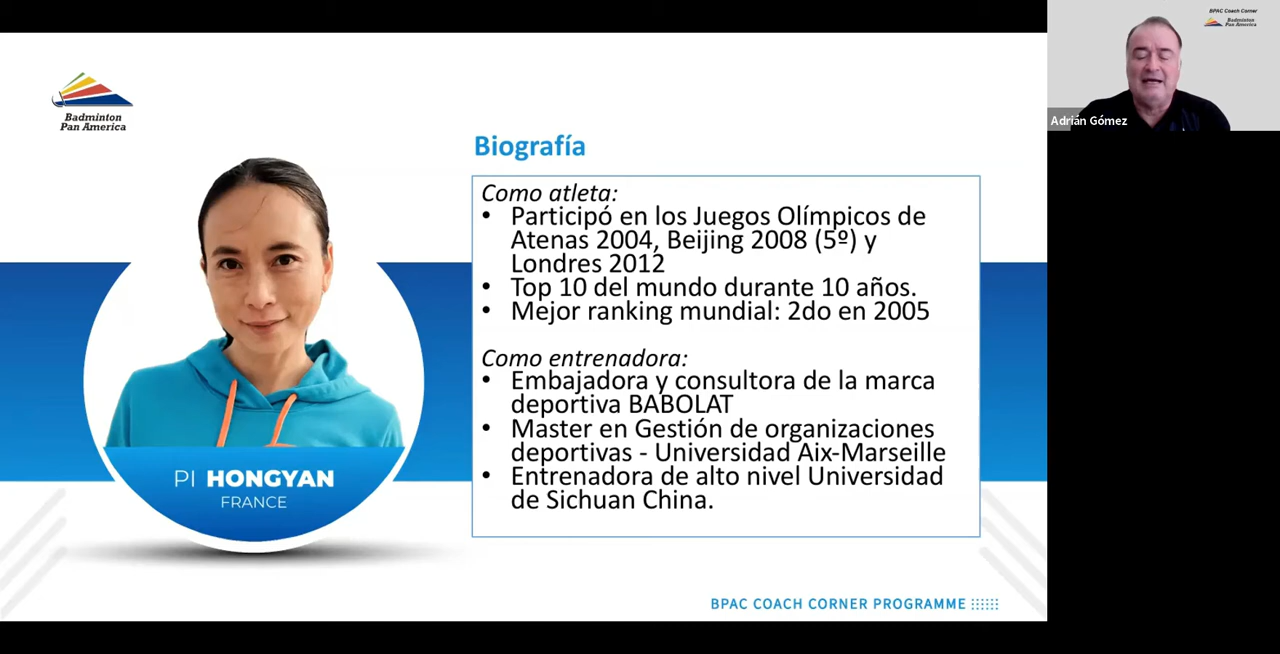 BPAC Coach Corner
Badminton
Pan America
Adrián Gómez
Badminton
Pan America
Biografía
Como atleta:
• Participó en los Juegos Olímpicos de
Atenas 2004, Beijing 2008 (5º) y
Londres 2012
• Top 10 del mundo durante 10 años.
• Mejor ranking mundial: 2do en 2005
Como entrenadora:
• Embajadora y consultora de la marca
deportiva BABOLAT
• Master en Gestión de organizaciones
deportivas - Universidad Aix-Marseille
• Entrenadora de alto nivel Universidad
de Sichuan China.
PI HONGYAN
FRANCE
BPAC COACH CORNER PROGRAMME